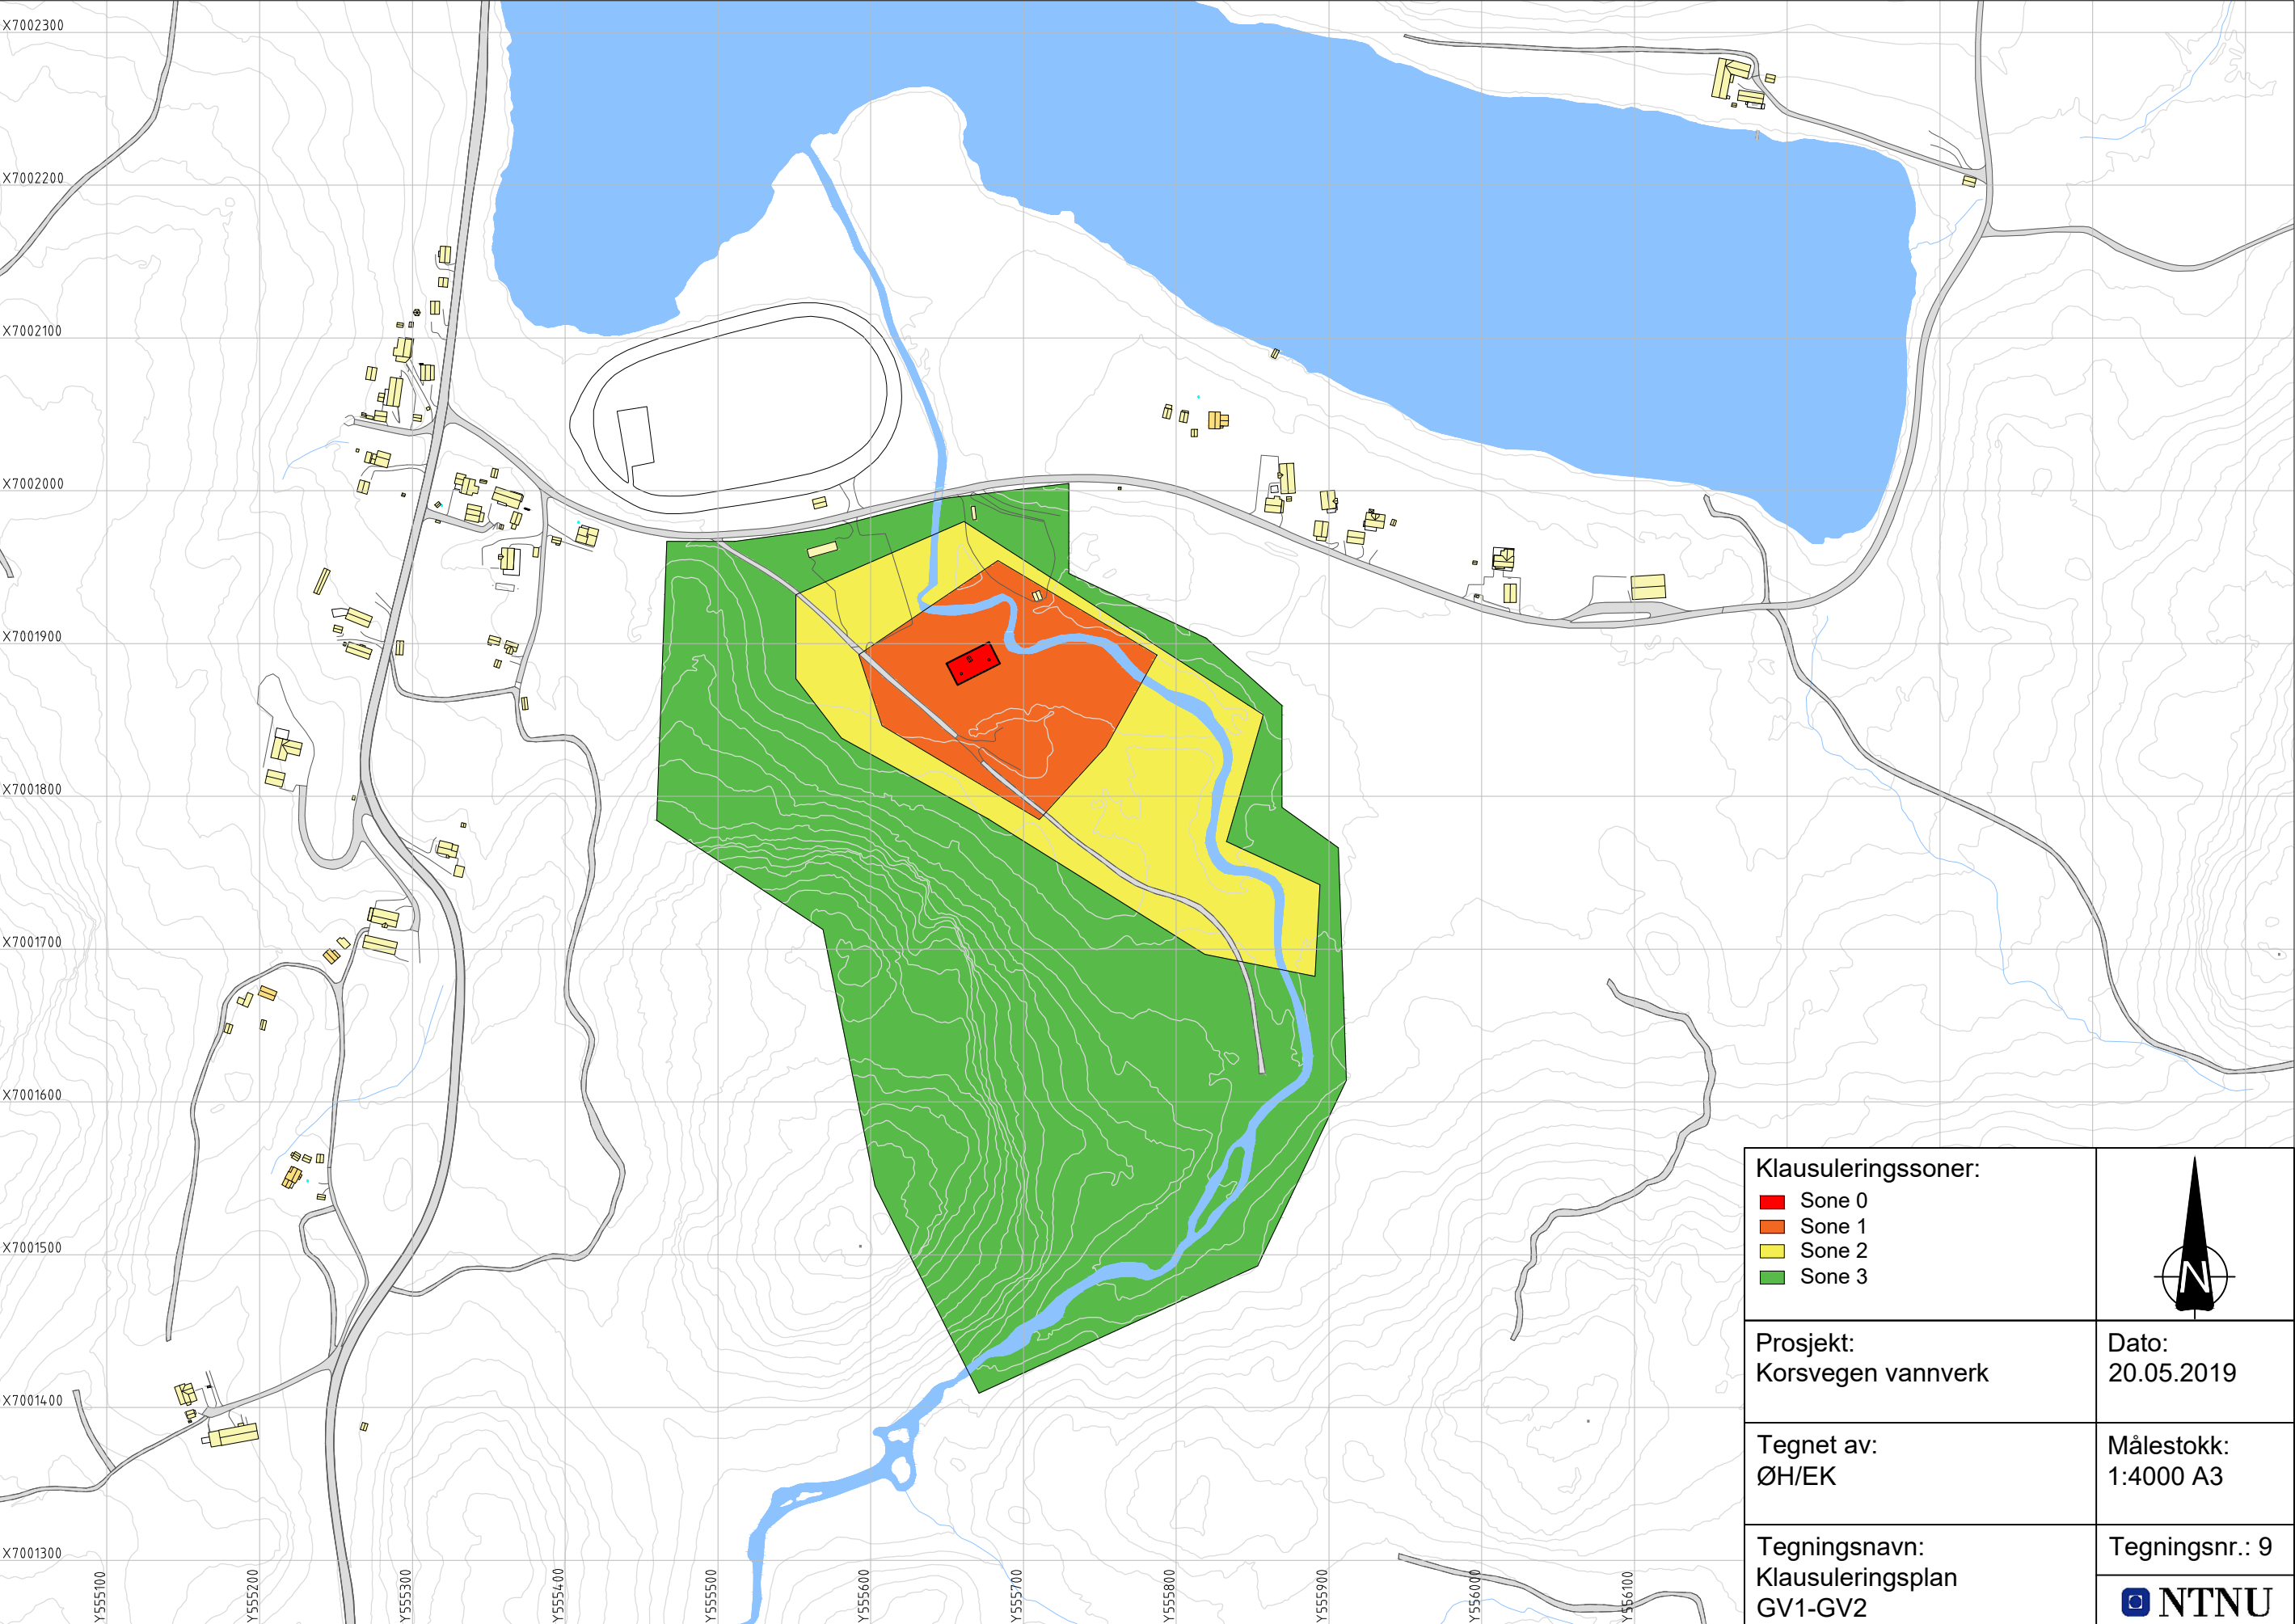 X7002300
X7002200
X7002100
X7002000
X7001900
X7001800
X7001700
X7001600
X7001500
X7001400
X7001300
Y555100
Y555200
Y555300
Y555400
Y555500
Y555600
Y555700
Y555800
Y555900
Y556000
Y556100
Klausuleringssoner:
Sone 0
Sone 1
Sone 2
Sone 3
N
Prosjekt:
Korsvegen vannverk
Dato:
20.05.2019
Tegnet av:
ØH/EK
Målestokk:
1:4000 A3
Tegningsnavn:
Klausuleringsplan
GV1-GV2
Tegningsnr.: 9
NTNU